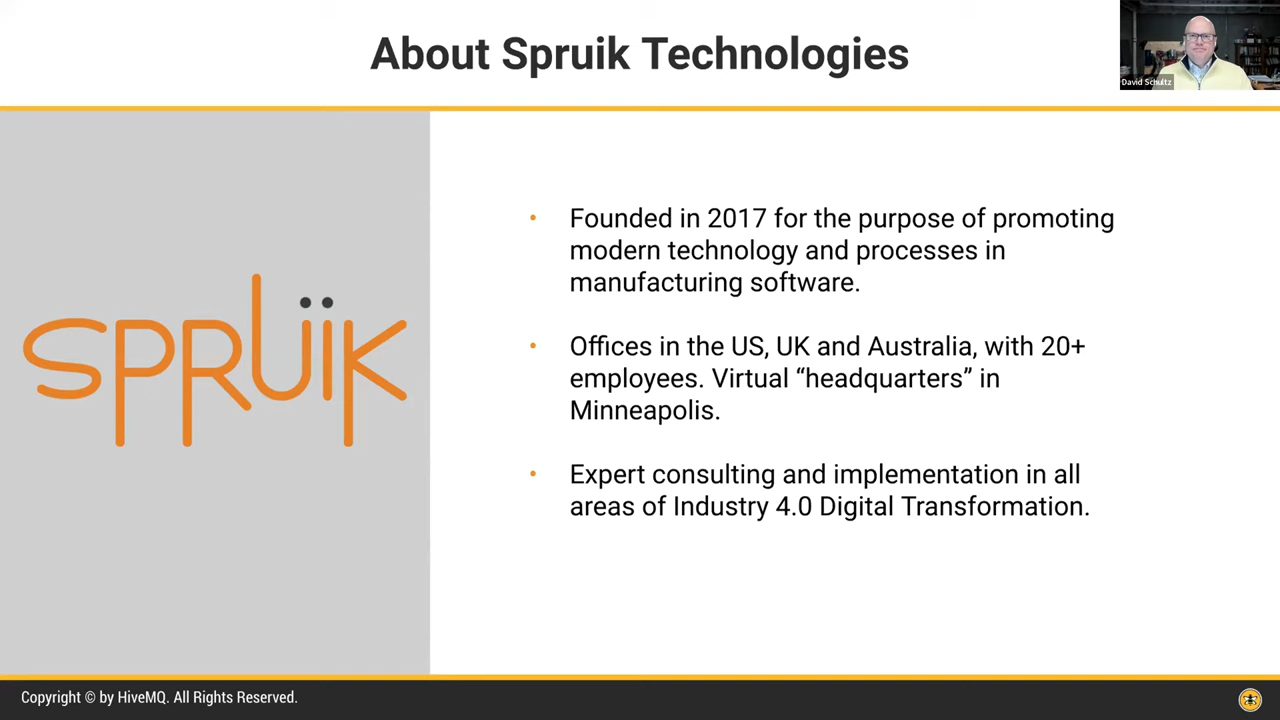 About Spruik Technologies
David Schultz
SPRUIK
• Founded in 2017 for the purpose of promoting
modern technology and processes in
manufacturing software.
• Offices in the US, UK and Australia, with 20+
employees. Virtual “headquarters” in
Minneapolis.
• Expert consulting and implementation in all
areas of Industry 4.0 Digital Transformation.
Copyright © by HiveMQ. All Rights Reserved.